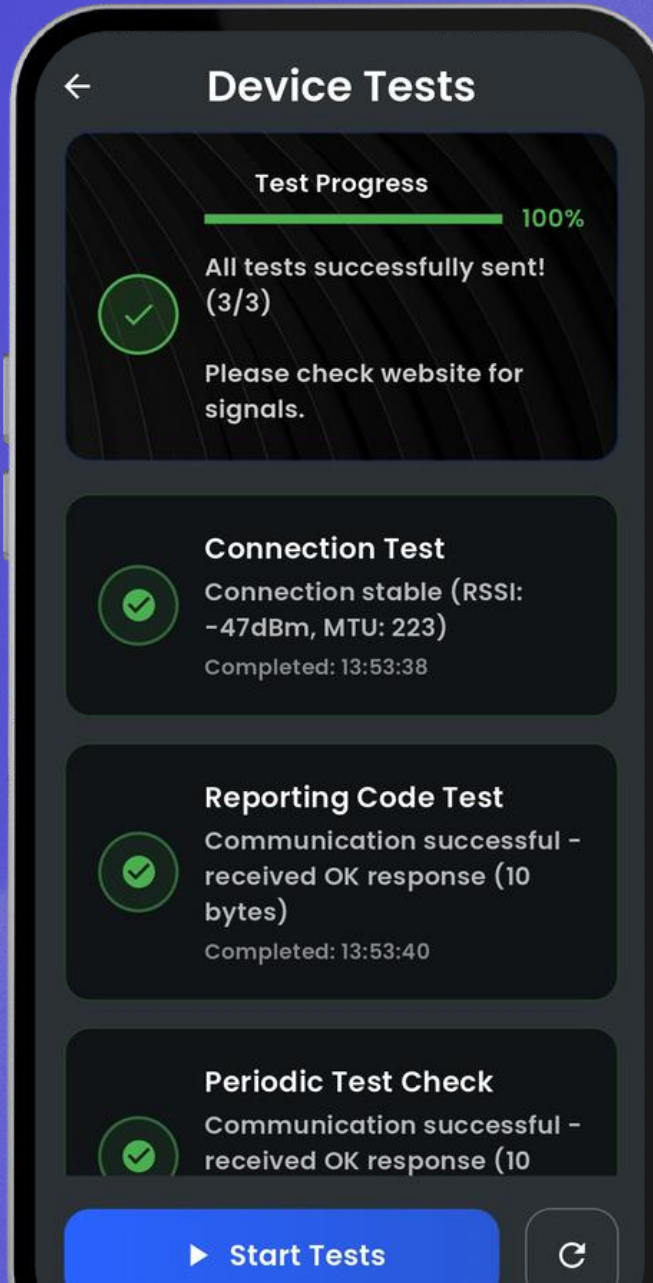 Device Tests
Test Progress
100%
All tests successfully sent!
(3/3)
Please check website for
signals.
Connection Test
Connection stable (RSSI:
-47dBm, MTU: 223)
Completed: 13:53:38
Reporting Code Test
Communication successful -
received OK response (10
bytes)
Completed: 13:53:40
Periodic Test Check
Communication successful -
received OK response (10
Start Tests